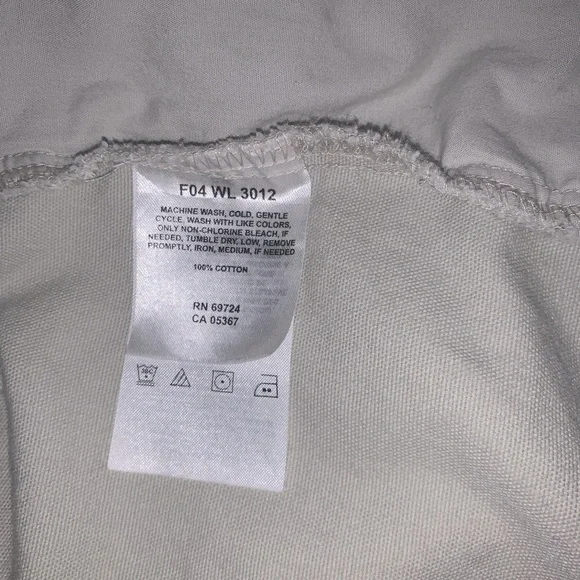 F04 WL 3012
MACHINE WASH, COLD, GENTLE
CYCLE. WASH WITH LIKE COLORS,
ONLY NON-CHLORINE BLEACH, IF
NEEDED, TUMBLE DRY, LOW, REMOVE
PROMPTLY, IRON, MEDIUM, IF NEEDED
100% COTTON
RN 69724
CA 05367
30C